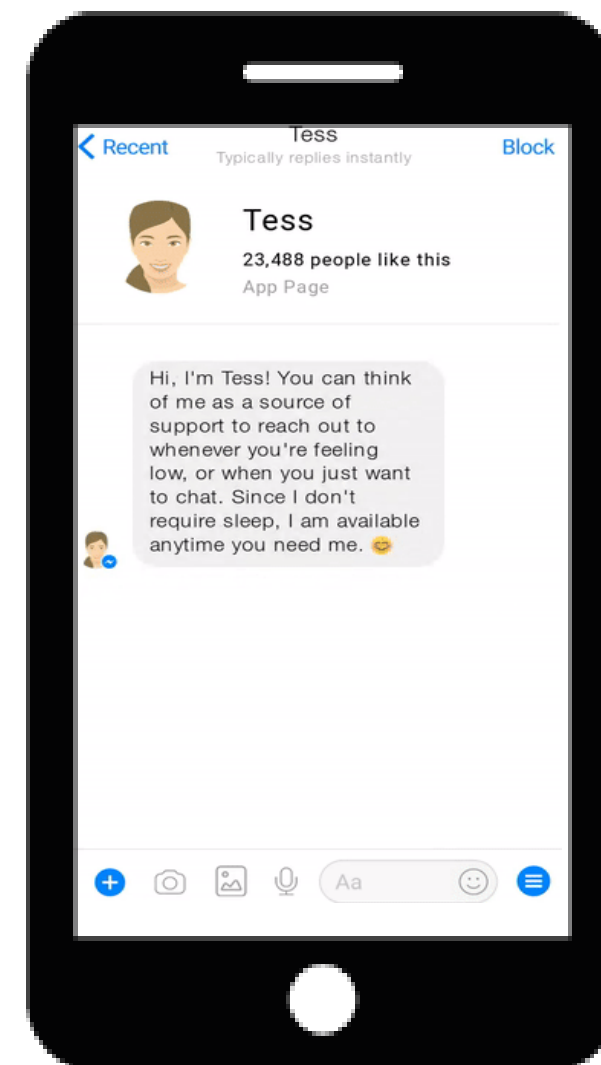 Recent
Tess
Block
Typically replies instantly
Tess
23,488 people like this
App Page
Hi, I'm Tess! You can think
of me as a source of
support to reach out to
whenever you're feeling
low, or when you just want
to chat. Since I don't
require sleep, I am available
anytime you need me. 😊
Aa